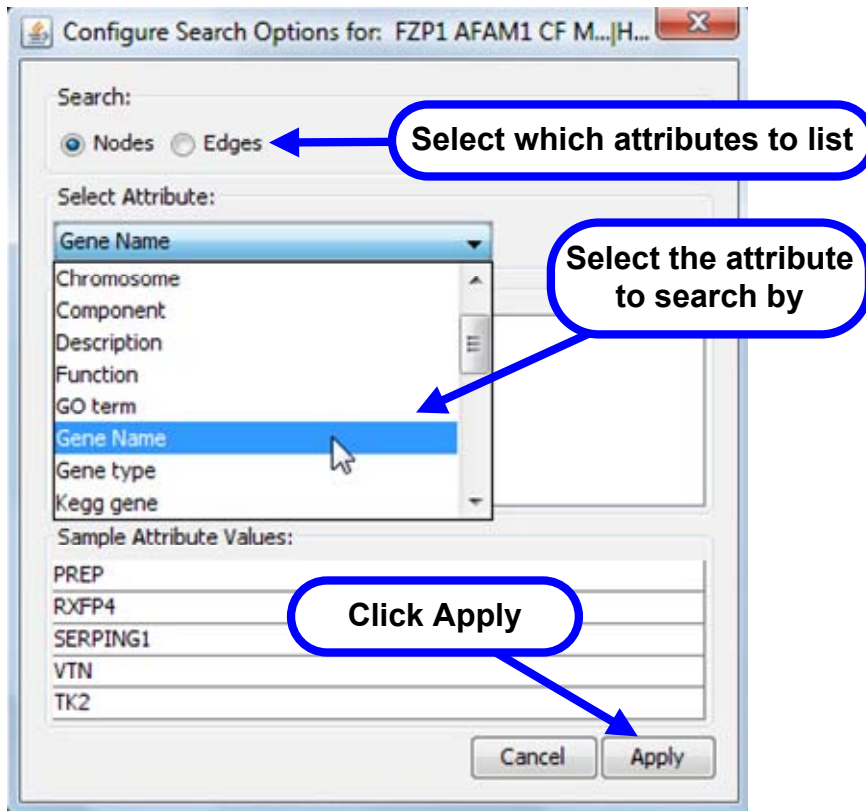 Configure Search Options for: FZP1 AFAM1 CF M...|H...
Search:
Nodes Edges
Select which attributes to list
Select Attribute:
Gene Name
Select the attribute
to search by
Chromosome
Component
Description
Function
GO term
Gene Name
Gene type
Kegg gene
Sample Attribute Values:
PREP
RXFP4
SERPING1
VTN
TK2
Click Apply
Cancel Apply